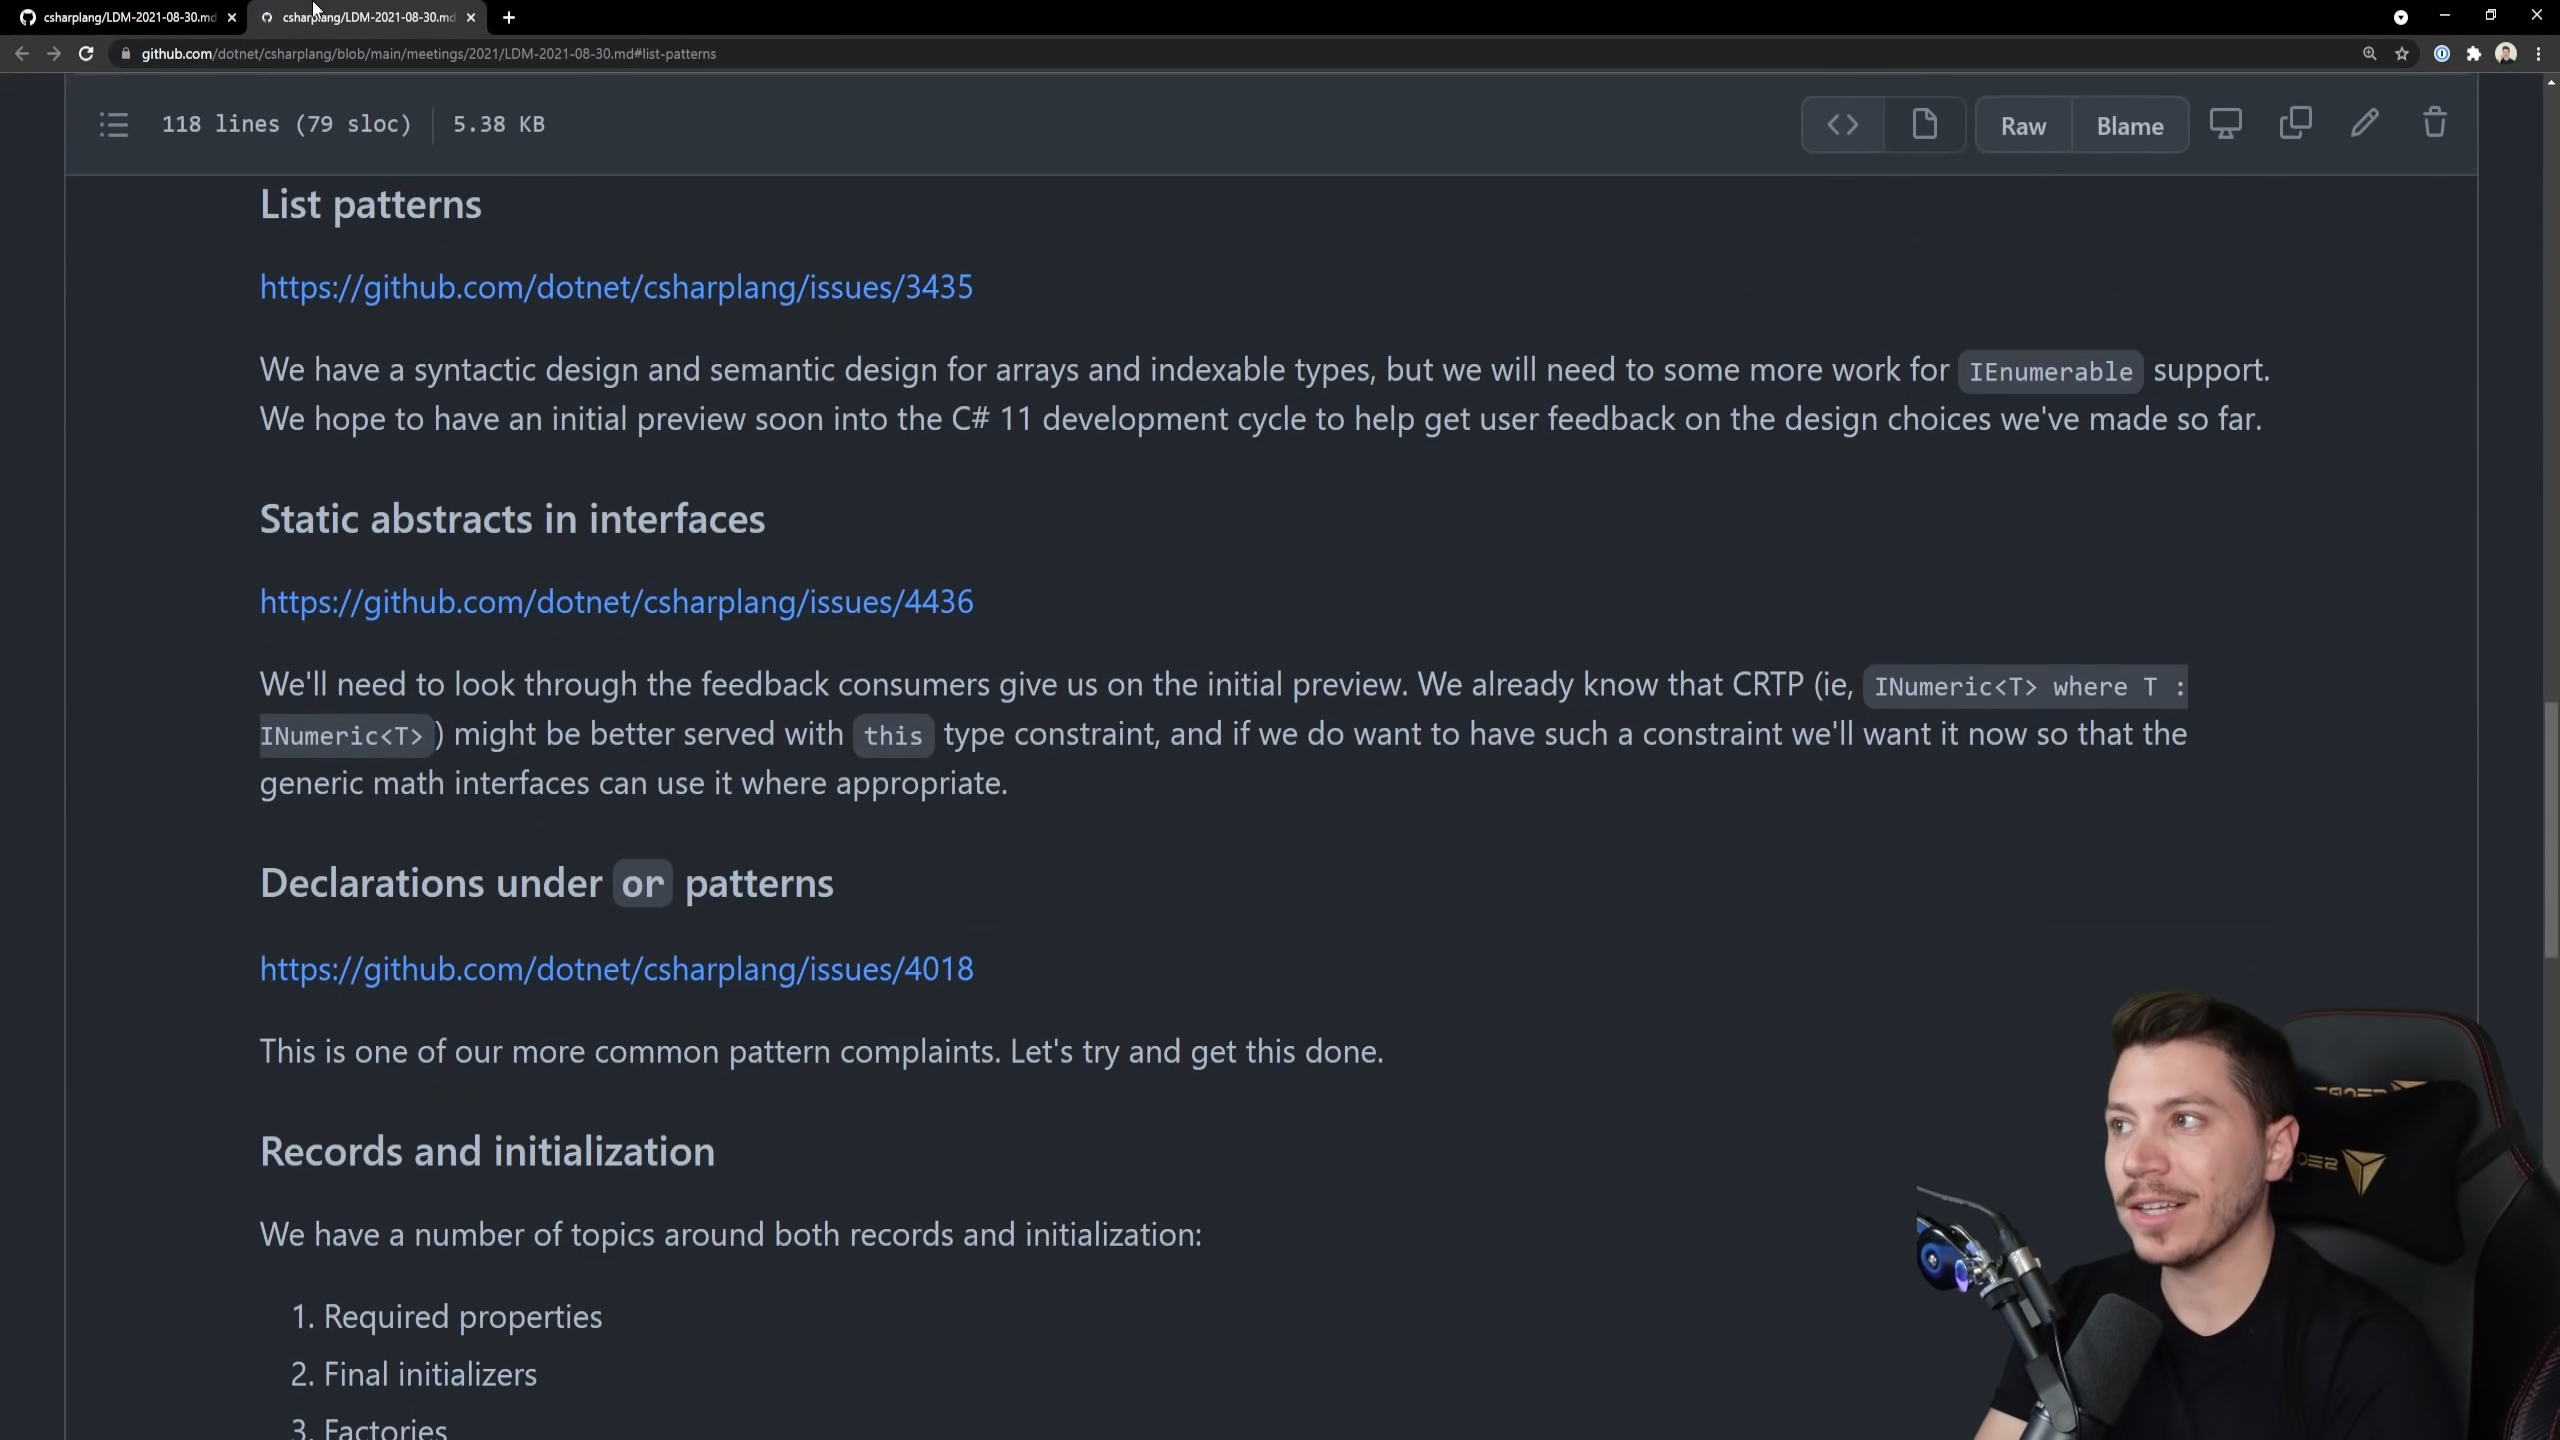 csharplang/LDM-2021-08-30.md
csharplang/LDM-2021-08-30.md
github.com/dotnet/csharplang/blob/main/meetings/2021/LDM-2021-08-30.md#list-patterns
118 lines (79 sloc) 5.38 KB
Raw Blame
List patterns
https://github.com/dotnet/csharplang/issues/3435
We have a syntactic design and semantic design for arrays and indexable types, but we will need to some more work for IEnumerable support.
We hope to have an initial preview soon into the C# 11 development cycle to help get user feedback on the design choices we've made so far.
Static abstracts in interfaces
https://github.com/dotnet/csharplang/issues/4436
We'll need to look through the feedback consumers give us on the initial preview. We already know that CRTP (ie, INumeric<T> where T :
INumeric<T>) might be better served with this type constraint, and if we do want to have such a constraint we'll want it now so that the
generic math interfaces can use it where appropriate.
Declarations under or patterns
https://github.com/dotnet/csharplang/issues/4018
This is one of our more common pattern complaints. Let's try and get this done.
Records and initialization
We have a number of topics around both records and initialization:
1. Required properties
2. Final initializers
3. Factories